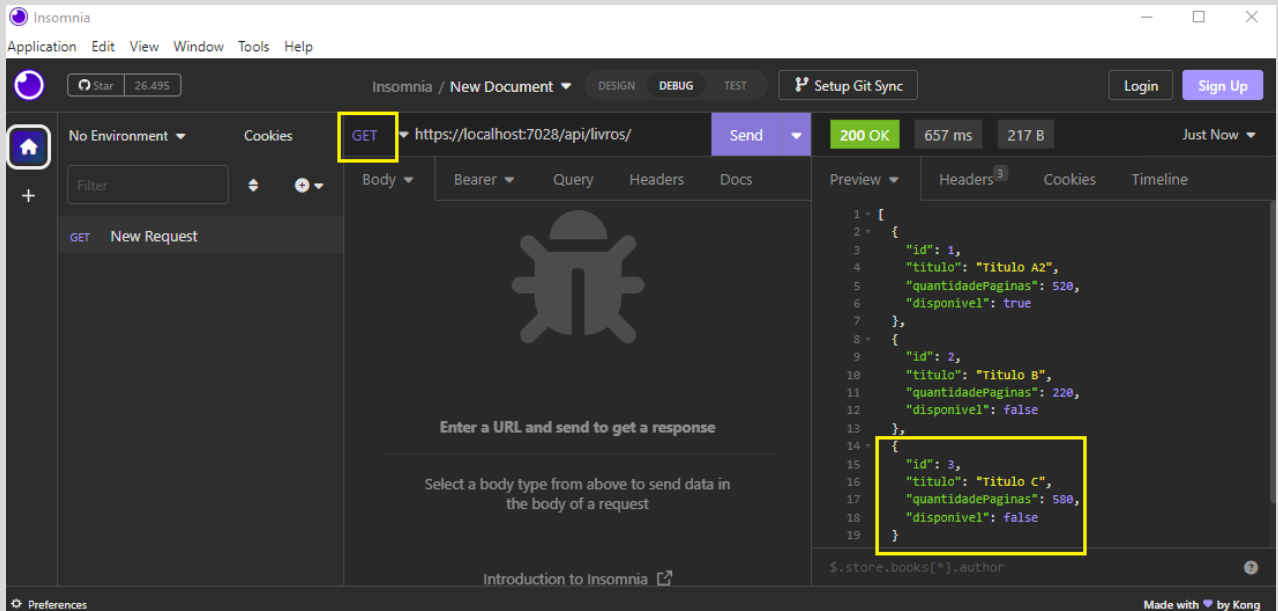 Insomnia
Application Edit View Window Tools Help
Star 26.495
Insomnia / New Document
DESIGN DEBUG TEST
Setup Git Sync
Login
Sign Up
No Environment
Cookies
Filter
GET New Request
GET https://localhost:7028/api/livros/
Send
Body Bearer Query Headers Docs
Enter a URL and send to get a response
Select a body type from above to send data in
the body of a request
Introduction to Insomnia
200 OK 657 ms 217 B Just Now
Preview Headers 3 Cookies Timeline
1 [
2 {
3 "id": 1,
4 "titulo": "Titulo A2",
5 "quantidadePaginas": 520,
6 "disponivel": true
7 },
8 {
9 "id": 2,
10 "titulo": "Titulo B",
11 "quantidadePaginas": 220,
12 "disponivel": false
13 },
14 {
15 "id": 3,
16 "titulo": "Titulo C",
17 "quantidadePaginas": 580,
18 "disponivel": false
19 }
$.store.books[*].author
?
Preferences
Made with 💜 by Kong